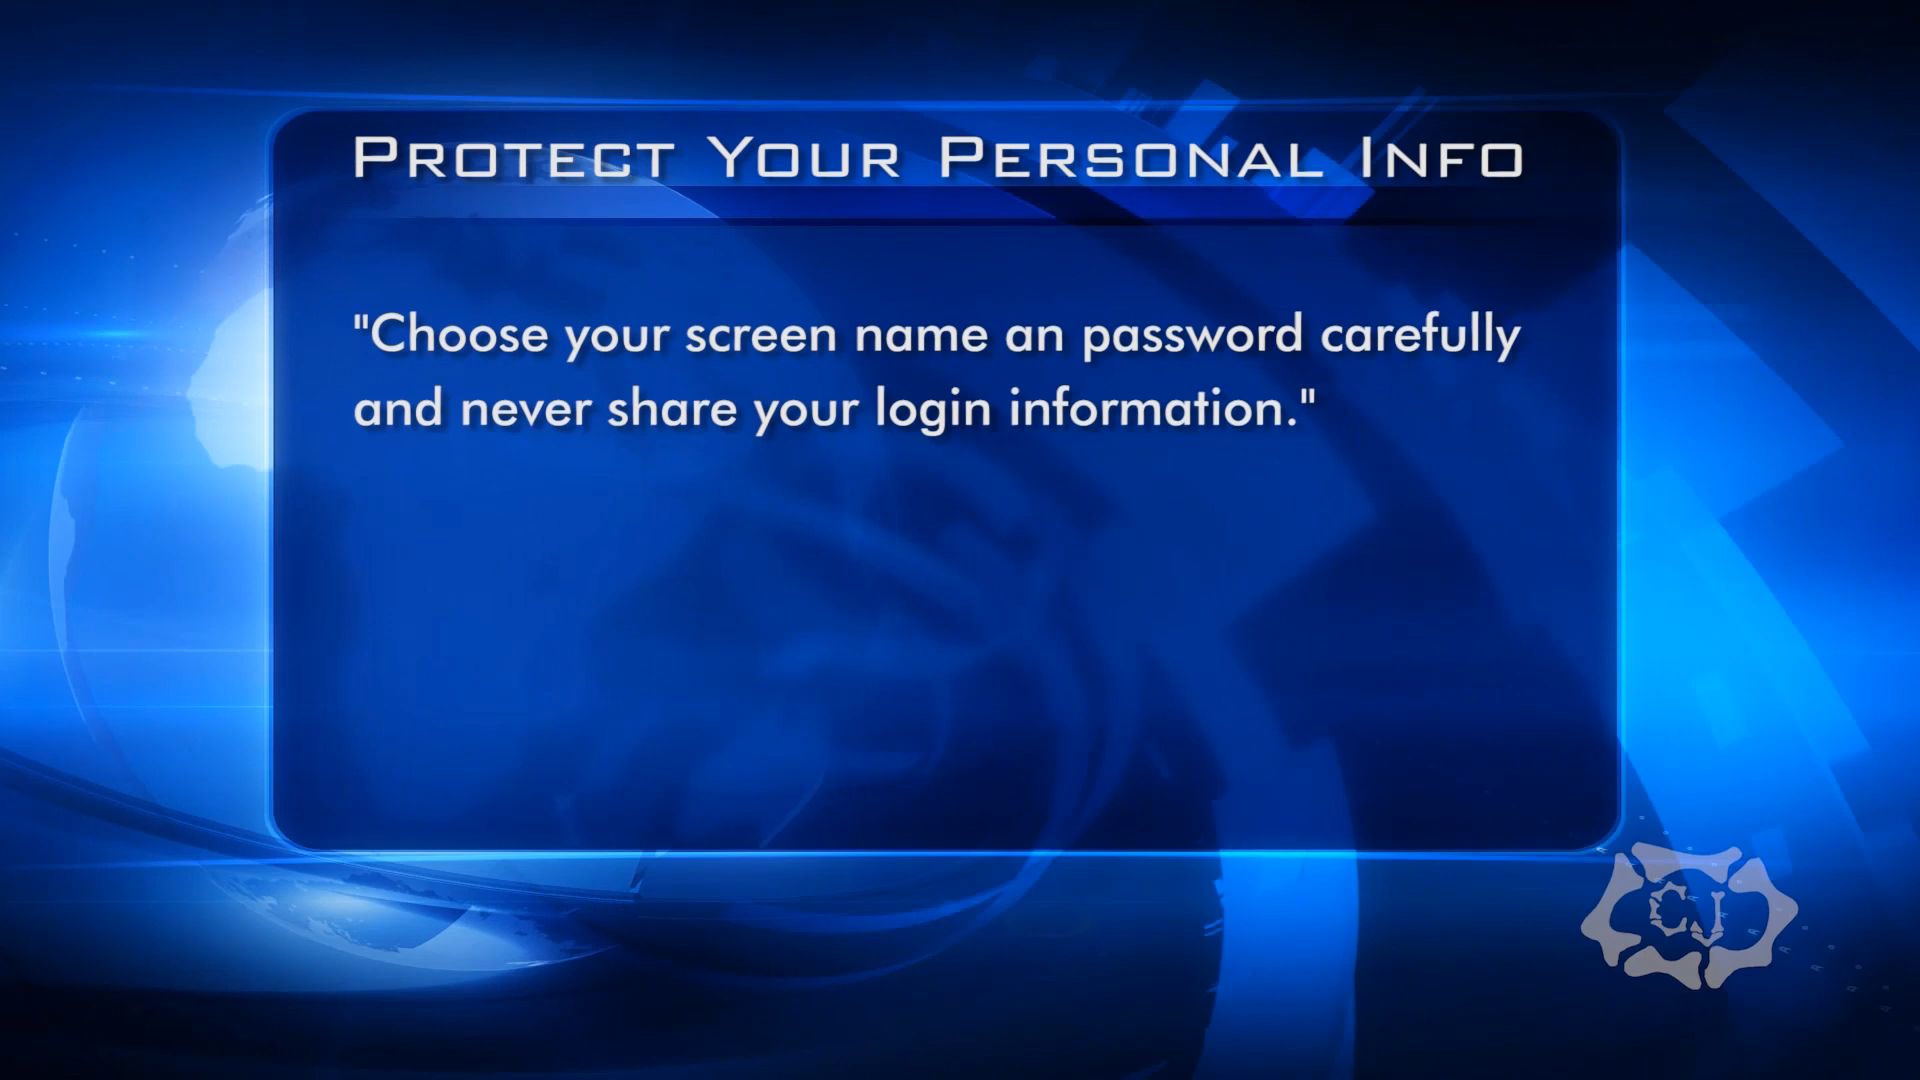 PROTECT YOUR PERSONAL INFO
"Choose your screen name an password carefully
and never share your login information."
CJ